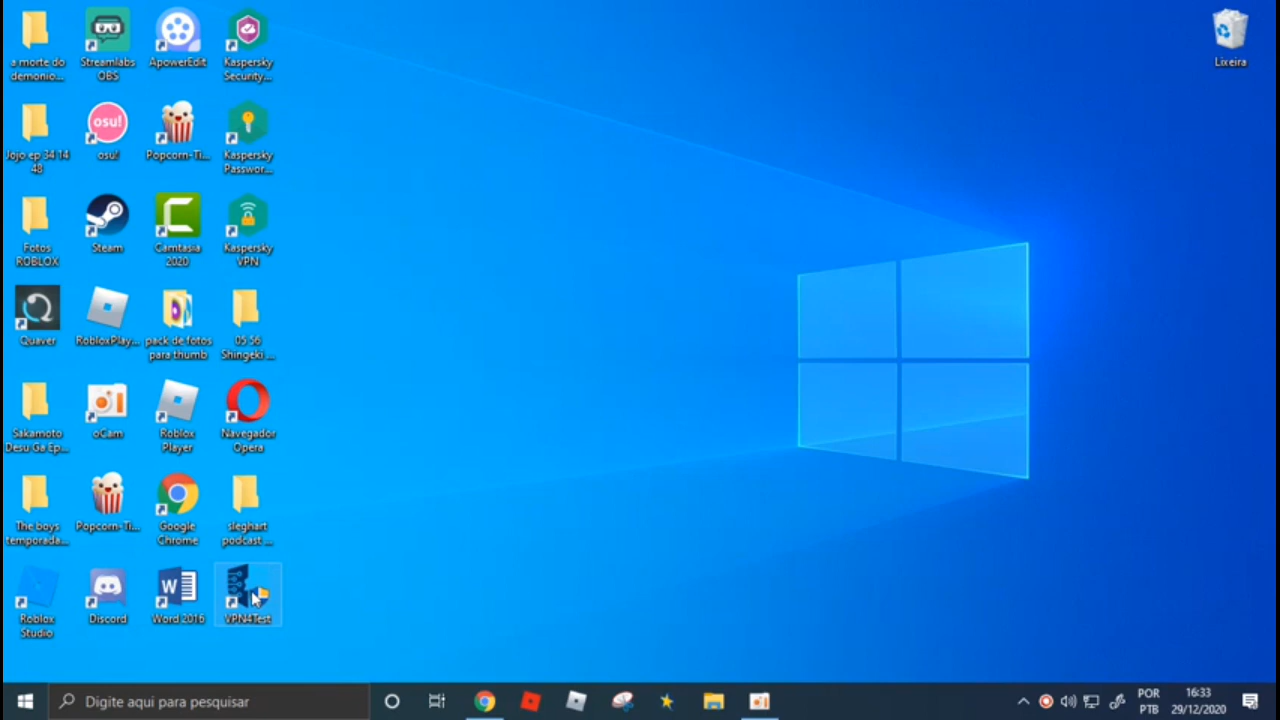 a morte do
demonio...
Streamlabs
OBS
ApowerEdit
Kaspersky
Security...
Lixeira
Jojo ep 34 14
48
osu!
osu!
Popcorn-Ti...
Kaspersky
Passwor...
Fotos
ROBLOX
Steam
Camtasia
2020
Kaspersky
VPN
Quaver
RobloxPlay...
pack de fotos
para thumb
05 56
Shingeki ...
Sakamoto
Desu Ga Ep...
oCam
Roblox
Player
Navegador
Opera
The boys
temporada...
Popcorn-Ti...
Google
Chrome
sleghart
podcast ...
Roblox
Studio
Discord
W
Word 2016
VPN4Test
Digite aqui para pesquisar
POR
PTB
16:33
29/12/2020